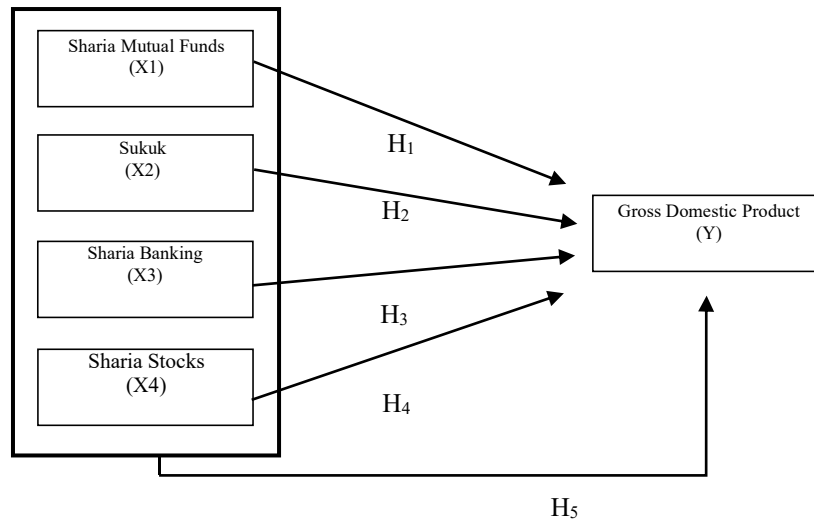 Sharia Mutual Funds
(X1)
H1
Sukuk
(X2)
H2
Gross Domestic Product
(Y)
Sharia Banking
(X3)
H3
Sharia Stocks
(X4)
H4
H5